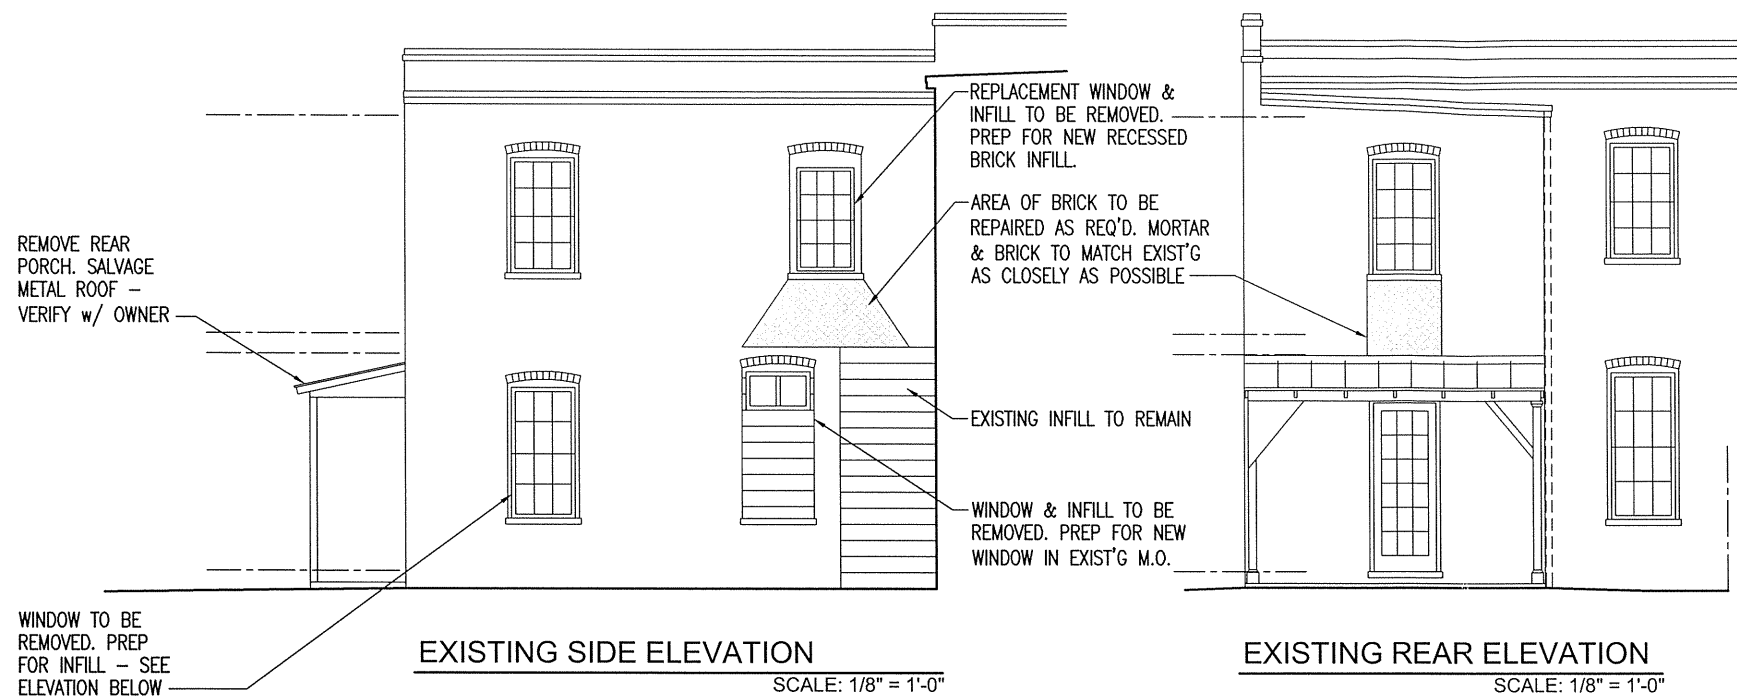 REMOVE REAR
PORCH. SALVAGE
METAL ROOF –
VERIFY w/ OWNER
WINDOW TO BE
REMOVED. PREP
FOR INFILL – SEE
ELEVATION BELOW
REPLACEMENT WINDOW &
INFILL TO BE REMOVED.
PREP FOR NEW RECESSED
BRICK INFILL.
AREA OF BRICK TO BE
REPAIRED AS REQ'D. MORTAR
& BRICK TO MATCH EXIST'G
AS CLOSELY AS POSSIBLE
EXISTING INFILL TO REMAIN
WINDOW & INFILL TO BE
REMOVED. PREP FOR NEW
WINDOW IN EXIST'G M.O.
EXISTING SIDE ELEVATION
SCALE: 1/8" = 1'-0"
EXISTING REAR ELEVATION
SCALE: 1/8" = 1'-0"